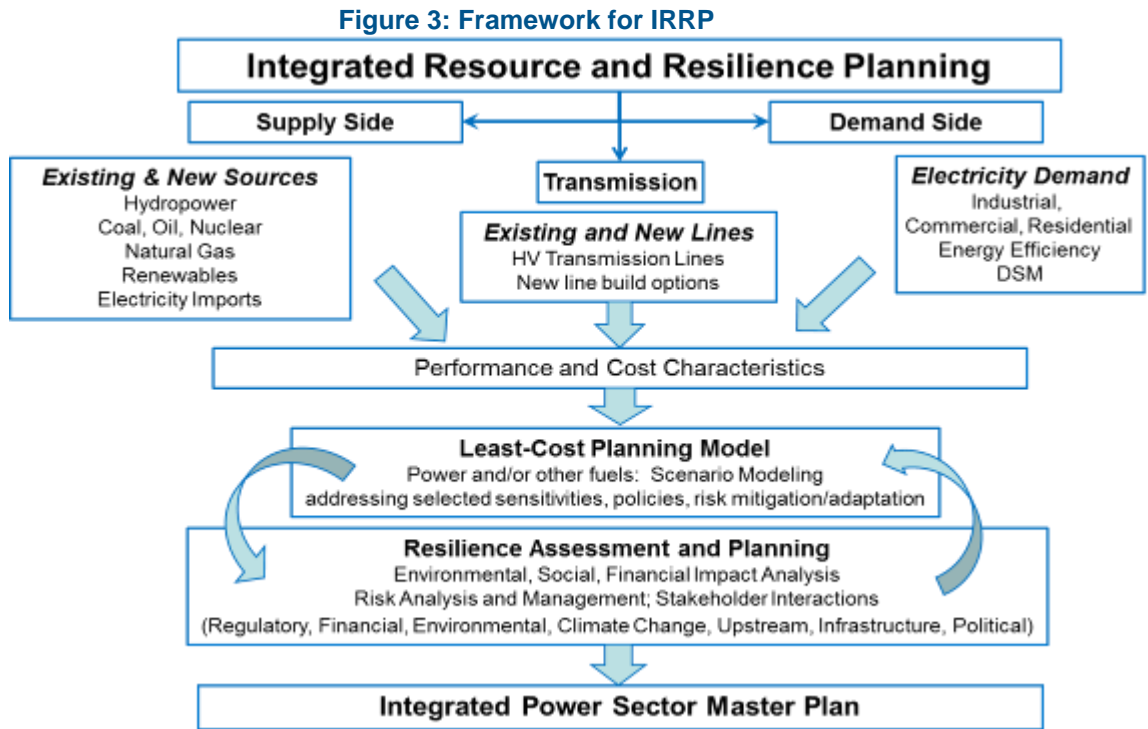 Figure 3: Framework for IRRP
Integrated Resource and Resilience Planning
Supply Side
Demand Side
Transmission
Existing & New Sources
Hydropower
Coal, Oil, Nuclear
Natural Gas
Renewables
Electricity Imports
Existing and New Lines
HV Transmission Lines
New line build options
Electricity Demand
Industrial,
Commercial, Residential
Energy Efficiency
DSM
Performance and Cost Characteristics
Least-Cost Planning Model
Power and/or other fuels: Scenario Modeling
addressing selected sensitivities, policies, risk mitigation/adaptation
Resilience Assessment and Planning
Environmental, Social, Financial Impact Analysis
Risk Analysis and Management; Stakeholder Interactions
(Regulatory, Financial, Environmental, Climate Change, Upstream, Infrastructure, Political)
Integrated Power Sector Master Plan